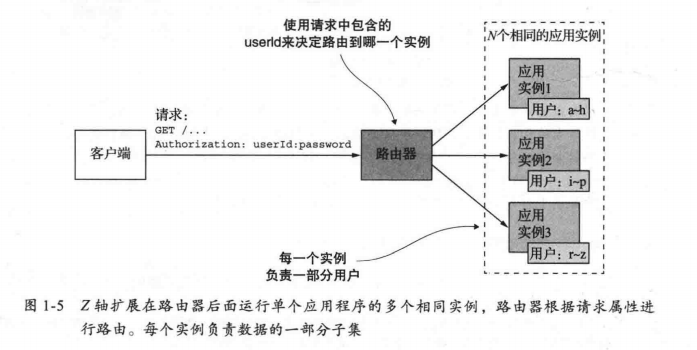 使用请求中包含的
userId来决定路由到哪一个实例
N个相同的应用实例
请求：
GET /...
Authorization: userId:password
客户端
路由器
应用
实例1
用户：a~h
应用
实例2
用户：i~p
应用
实例3
用户：r~z
每一个实例
负责一部分用户
图 1-5 Z 轴扩展在路由器后面运行单个应用程序的多个相同实例，路由器根据请求属性进
行路由。每个实例负责数据的一部分子集